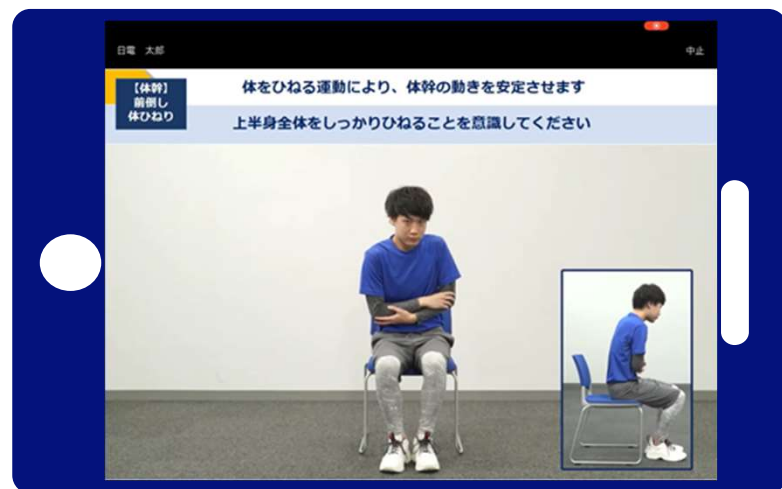 日電 太郎
中止
【体幹】
前倒し
体ひねり
体をひねる運動により、体幹の動きを安定させます
上半身全体をしっかりひねることを意識してください